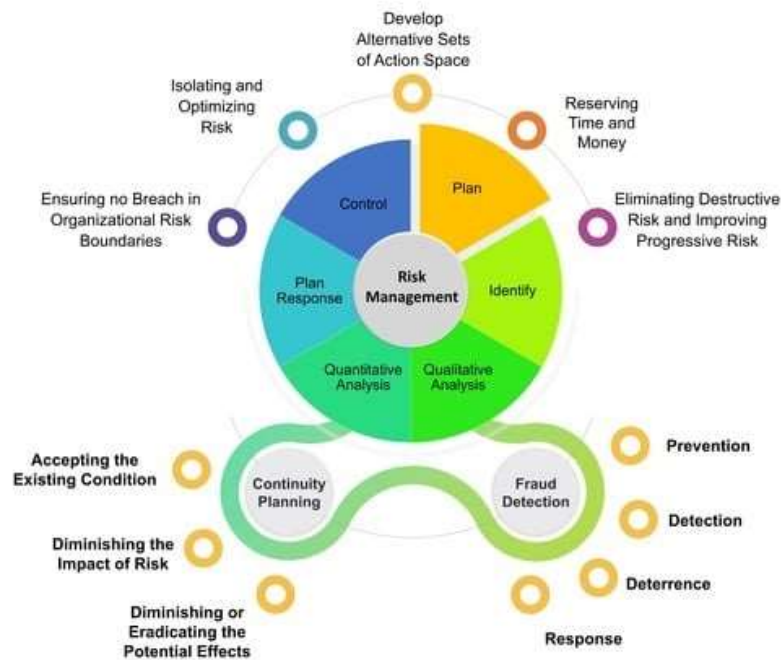 Develop
Alternative Sets
of Action Space
Isolating and
Optimizing
Risk
Reserving
Time and
Money
Ensuring no Breach in
Organizational Risk
Boundaries
Eliminating Destructive
Risk and Improving
Progressive Risk
Control
Plan
Plan
Response
Risk
Management
Identify
Quantitative
Analysis
Qualitative
Analysis
Accepting the
Existing Condition
Continuity
Planning
Fraud
Detection
Prevention
Detection
Diminishing the
Impact of Risk
Deterrence
Diminishing or
Eradicating the
Potential Effects
Response